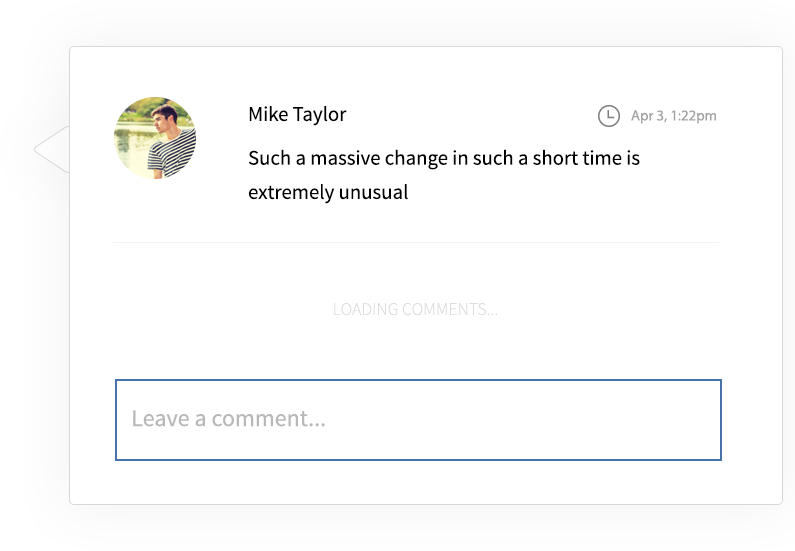 Mike Taylor
Apr 3, 1:22pm
Such a massive change in such a short time is
extremely unusual
LOADING COMMENTS...
Leave a comment...